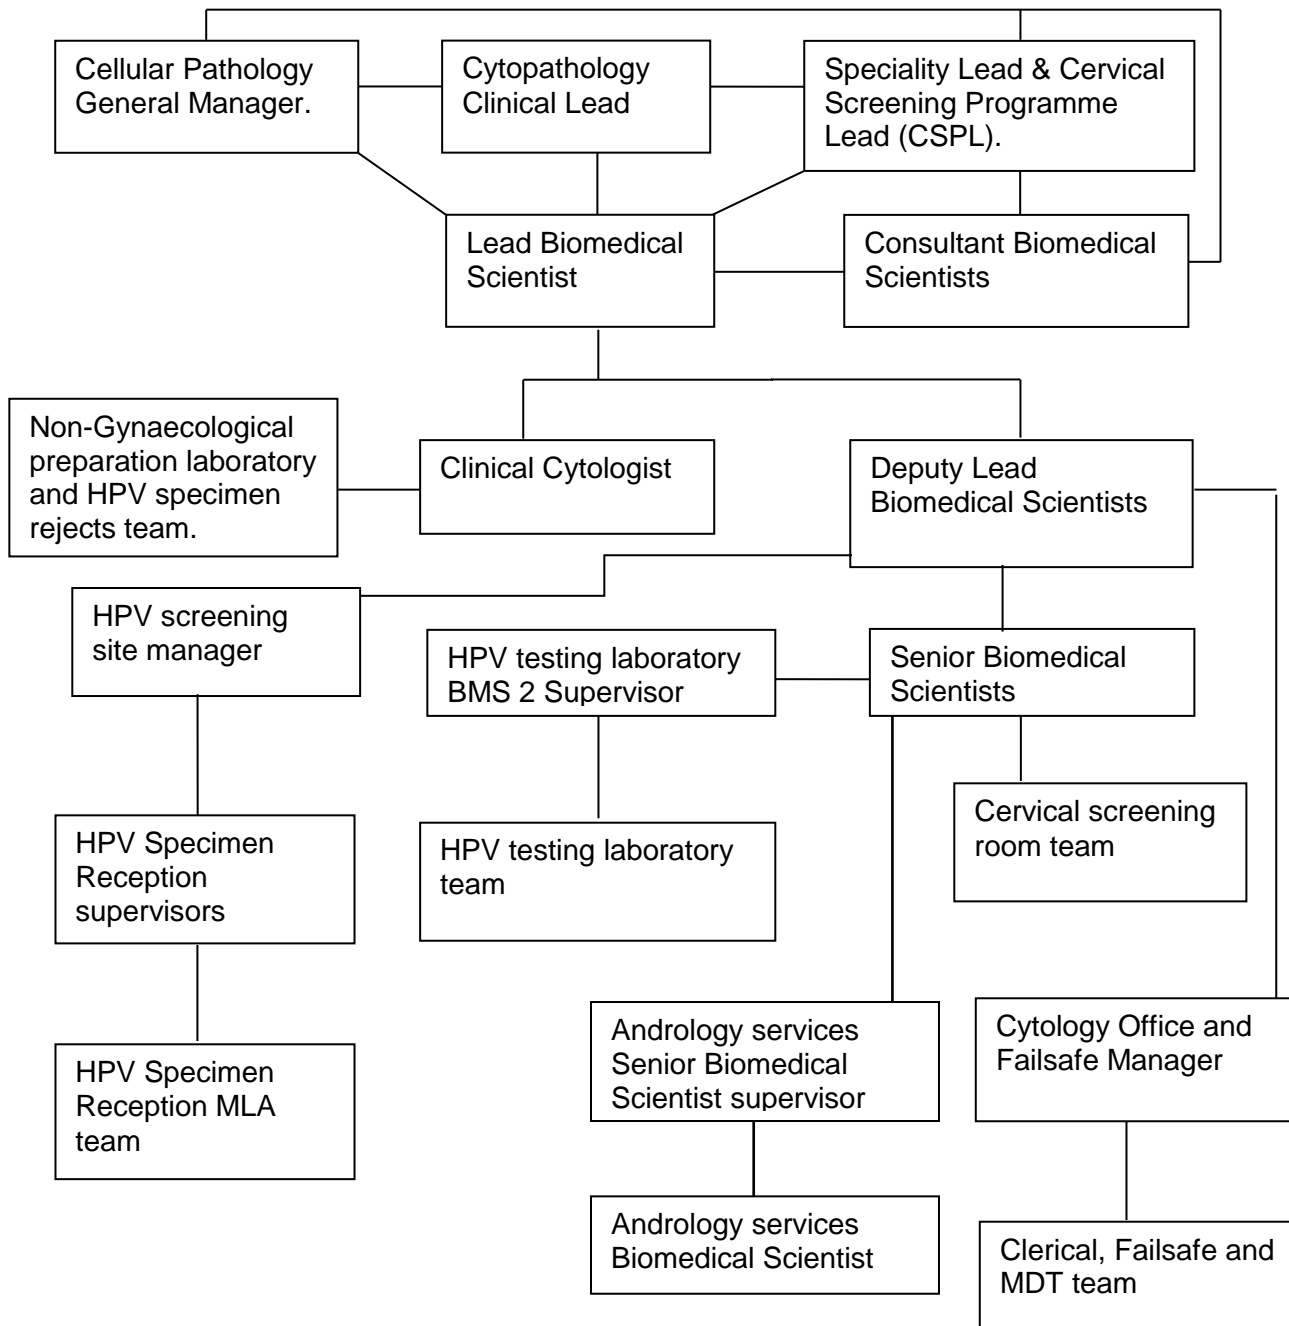 Cellular Pathology
General Manager.
Cytopathology
Clinical Lead
Speciality Lead & Cervical
Screening Programme
Lead (CSPL).
Lead Biomedical
Scientist
Consultant Biomedical
Scientists
Non-Gynaecological
preparation laboratory
and HPV specimen
rejects team.
Clinical Cytologist
Deputy Lead
Biomedical Scientists
HPV screening
site manager
HPV testing laboratory
BMS 2 Supervisor
Senior Biomedical
Scientists
HPV Specimen
Reception
supervisors
HPV testing laboratory
team
Cervical screening
room team
HPV Specimen
Reception MLA
team
Andrology services
Senior Biomedical
Scientist supervisor
Cytology Office and
Failsafe Manager
Andrology services
Biomedical Scientist
Clerical, Failsafe and
MDT team